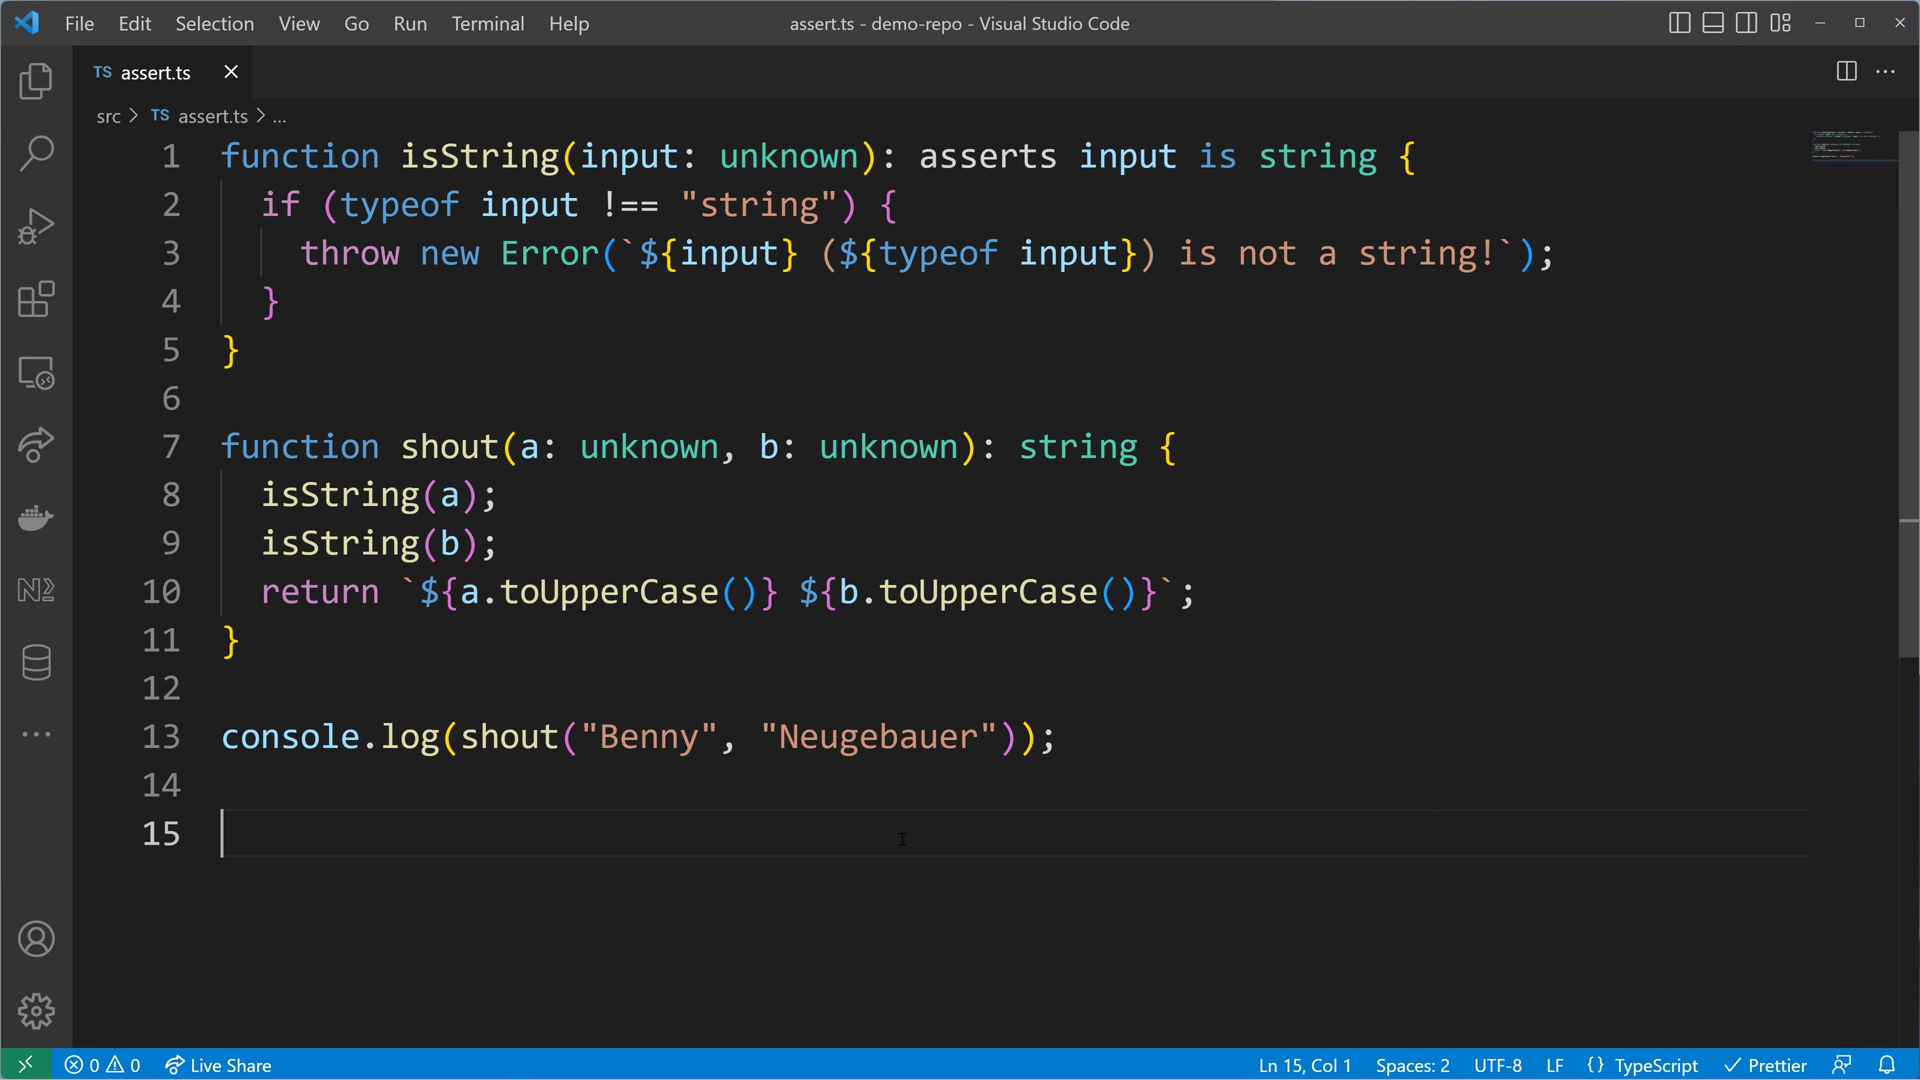 File Edit Selection View Go Run Terminal Help assert.ts - demo-repo - Visual Studio Code
TS assert.ts
src > TS assert.ts > ...
1 function isString(input: unknown): asserts input is string {
2 if (typeof input !== "string") {
3 throw new Error(`${input} (${typeof input}) is not a string!`);
4 }
5 }
6
7 function shout(a: unknown, b: unknown): string {
8 isString(a);
9 isString(b);
10 return `${a.toUpperCase()} ${b.toUpperCase()}`;
11 }
12
13 console.log(shout("Benny", "Neugebauer"));
14
15
0 0 Live Share Ln 15, Col 1 Spaces: 2 UTF-8 LF {} TypeScript Prettier